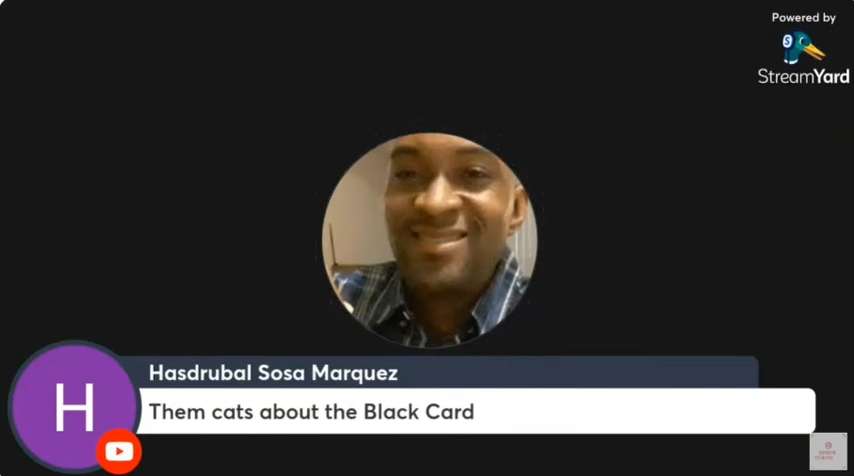 Powered by
StreamYard
H
Hasdrubal Sosa Marquez
Them cats about the Black Card